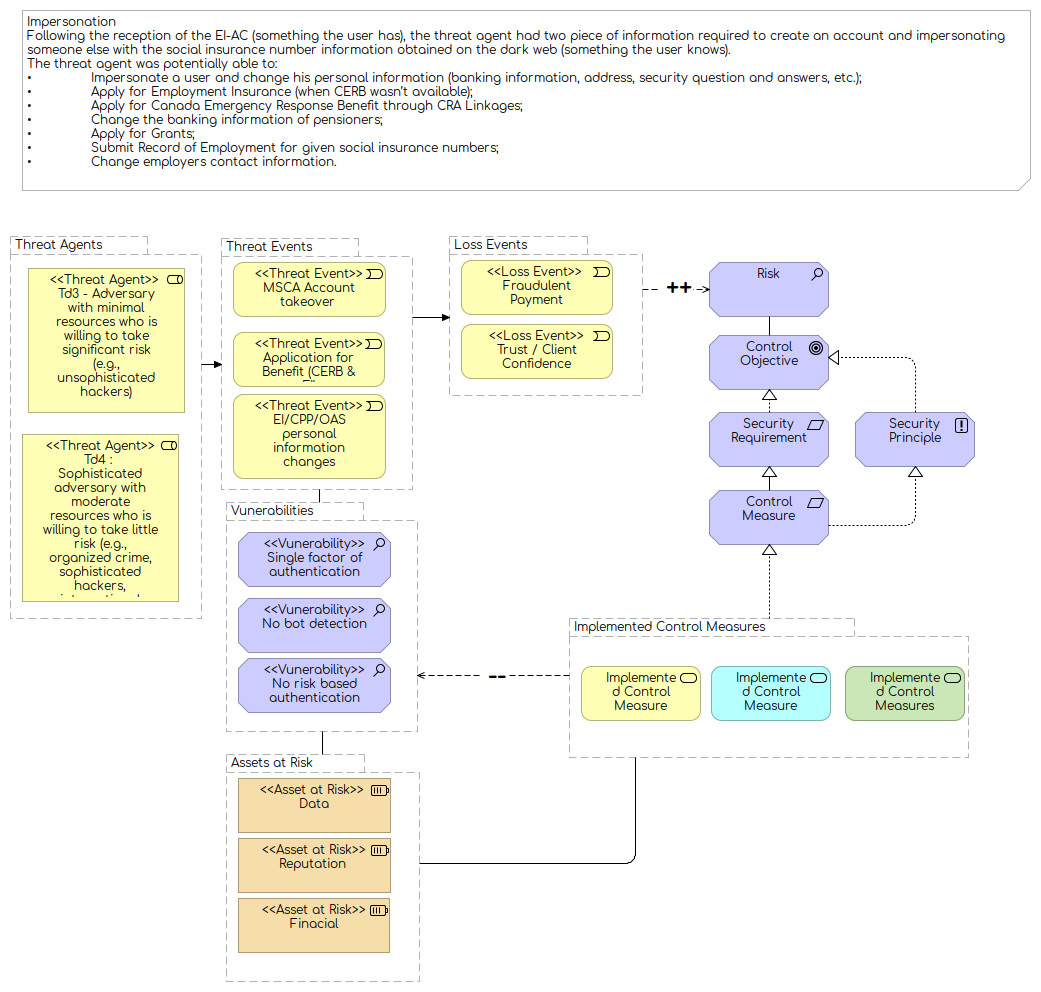 Impersonation
Following the reception of the EI-AC (something the user has), the threat agent had two piece of information required to create an account and impersonating
someone else with the social insurance number information obtained on the dark web (something the user knows).
The threat agent was potentially able to:
• Impersonate a user and change his personal information (banking information, address, security question and answers, etc.);
• Apply for Employment Insurance (when CERB wasn't available);
• Apply for Canada Emergency Response Benefit through CRA Linkages;
• Change the banking information of pensioners;
• Apply for Grants;
• Submit Record of Employment for given social insurance numbers;
• Change employers contact information.
Threat Agents
<<Threat Agent>>
Td3 - Adversary
with minimal
resources who is
willing to take
significant risk
(e.g.,
unsophisticated
hackers)
<<Threat Agent>>
Td4 :
Sophisticated
adversary with
moderate
resources who is
willing to take little
risk (e.g.,
organized crime,
sophisticated
hackers,
Threat Events
<<Threat Event>>
MSCA Account
takeover
<<Threat Event>>
Application for
Benefit (CERB &
<<Threat Event>>
EI/CPP/OAS
personal
information
changes
Loss Events
<<Loss Event>>
Fraudulent
Payment
<<Loss Event>>
Trust / Client
Confidence
++
Risk
Control
Objective
Security
Requirement
Security
Principle
Control
Measure
Vunerabilities
<<Vunerability>>
Single factor of
authentication
<<Vunerability>>
No bot detection
<<Vunerability>>
No risk based
authentication
--
Implemented Control Measures
Implemente
d Control
Measure
Implemente
d Control
Measure
Implemente
d Control
Measures
Assets at Risk
<<Asset at Risk>>
Data
<<Asset at Risk>>
Reputation
<<Asset at Risk>>
Finacial